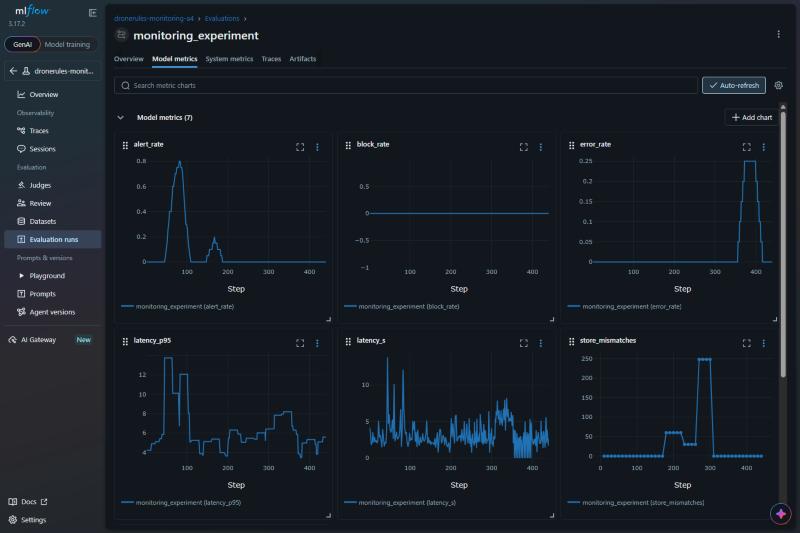 mlflow
3.17.2
GenAI
Model training
dronerules-monit...
Overview
Observability
Traces
Sessions
Evaluation
Judges
Review
Datasets
Evaluation runs
Prompts & versions
Playground
Prompts
Agent versions
AI Gateway
New
Docs
Settings
dronerules-monitoring-a4 > Evaluations >
monitoring_experiment
Overview Model metrics System metrics Traces Artifacts
Search metric charts
Auto-refresh
Model metrics (7)
Add chart
alert_rate
0.8
0.6
0.4
0.2
0
100 200 300 400
Step
monitoring_experiment (alert_rate)
block_rate
0.5
0
−0.5
−1
100 200 300 400
Step
monitoring_experiment (block_rate)
error_rate
0.25
0.2
0.15
0.1
0.05
0
100 200 300 400
Step
monitoring_experiment (error_rate)
latency_p95
12
10
8
6
4
100 200 300 400
Step
monitoring_experiment (latency_p95)
latency_s
10
5
0
100 200 300 400
Step
monitoring_experiment (latency_s)
store_mismatches
250
200
150
100
50
0
100 200 300 400
Step
monitoring_experiment (store_mismatches)